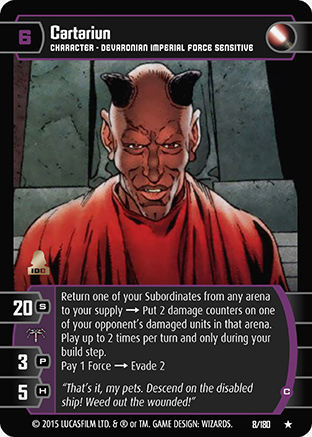 6
Cartariun
CHARACTER - DEVARONIAN IMPERIAL FORCE SENSITIVE
IDC
20 S
3 P
5 H
Return one of your Subordinates from any arena
to your supply → Put 2 damage counters on one
of your opponent's damaged units in that arena.
Play up to 2 times per turn and only during your
build step.
Pay 1 Force → Evade 2
"That's it, my pets. Descend on the disabled
ship! Weed out the wounded!"
C
© 2015 LUCASFILM LTD. & ® or TM. GAME DESIGN: WIZARDS.
8/180